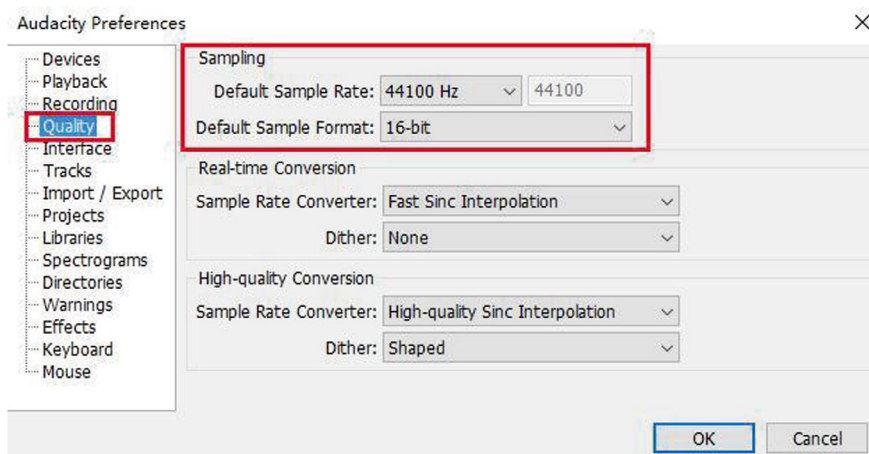 Audacity Preferences
Devices
Playback
Recording
Quality
Interface
Tracks
Import / Export
Projects
Libraries
Spectrograms
Directories
Warnings
Effects
Keyboard
Mouse
Sampling
Default Sample Rate: 44100 Hz 44100
Default Sample Format: 16-bit
Real-time Conversion
Sample Rate Converter: Fast Sinc Interpolation
Dither: None
High-quality Conversion
Sample Rate Converter: High-quality Sinc Interpolation
Dither: Shaped
OK Cancel